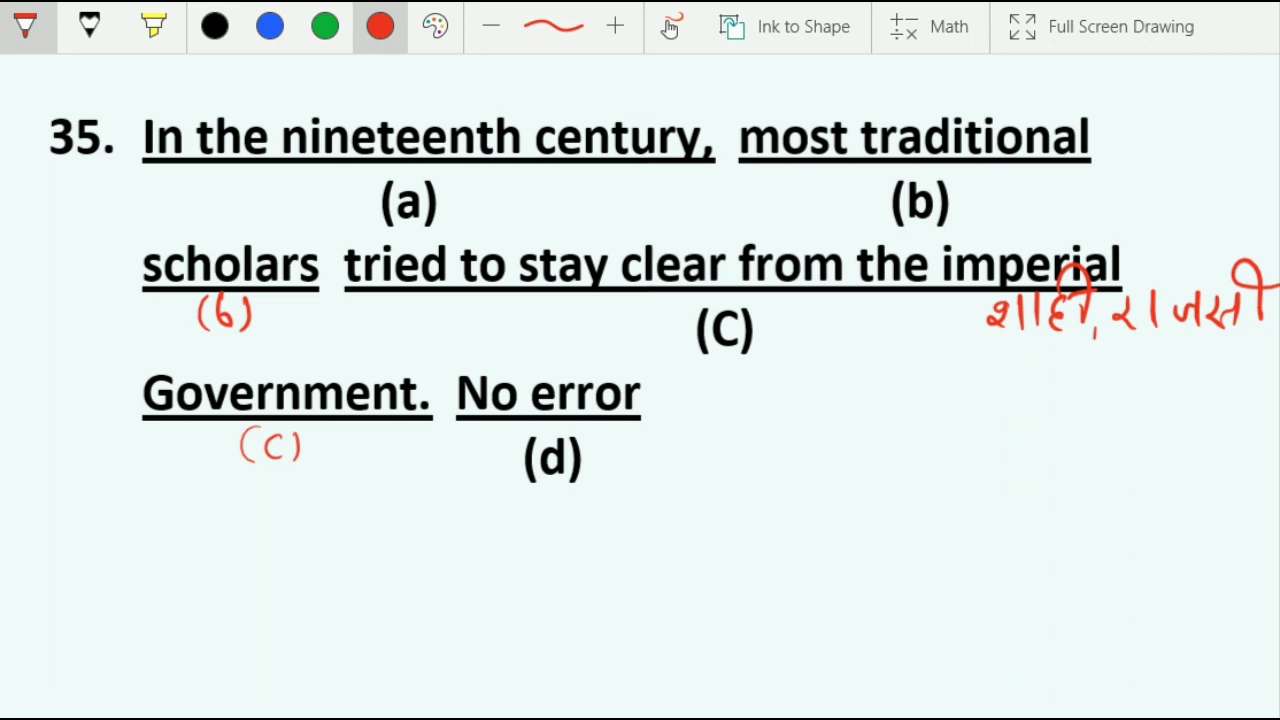 Ink to Shape Math Full Screen Drawing
35. In the nineteenth century, most traditional
(a) (b)
scholars tried to stay clear from the imperial
(b) (C) शाही, राजसी
Government. No error
(c) (d)